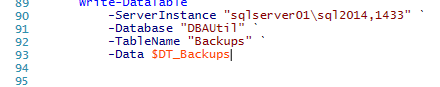 89 Write-DataTable `
90 -ServerInstance "sqlserver01\sql2014,1433" `
91 -Database "DBAUtil" `
92 -TableName "Backups" `
93 -Data $DT_Backups
94
95